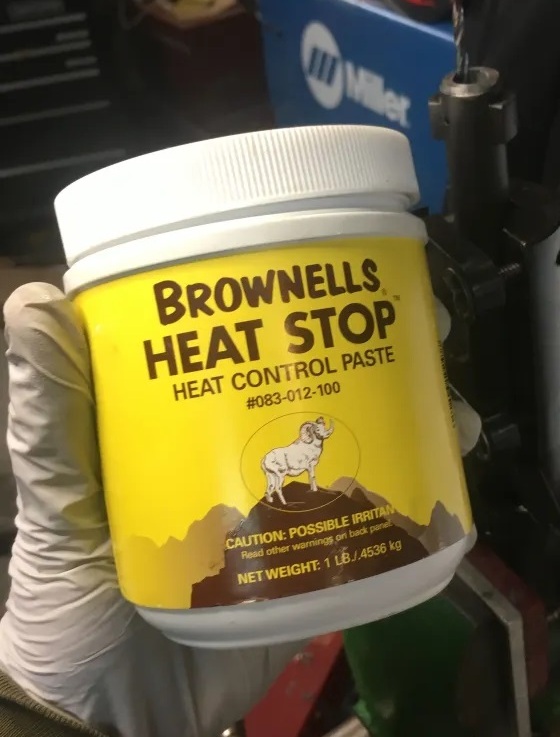 Miller
BROWNELLS®
HEAT STOP™
HEAT CONTROL PASTE
#083-012-100
CAUTION: POSSIBLE IRRITAN
Read other warnings on back panel
NET WEIGHT: 1 LB./.4536 kg